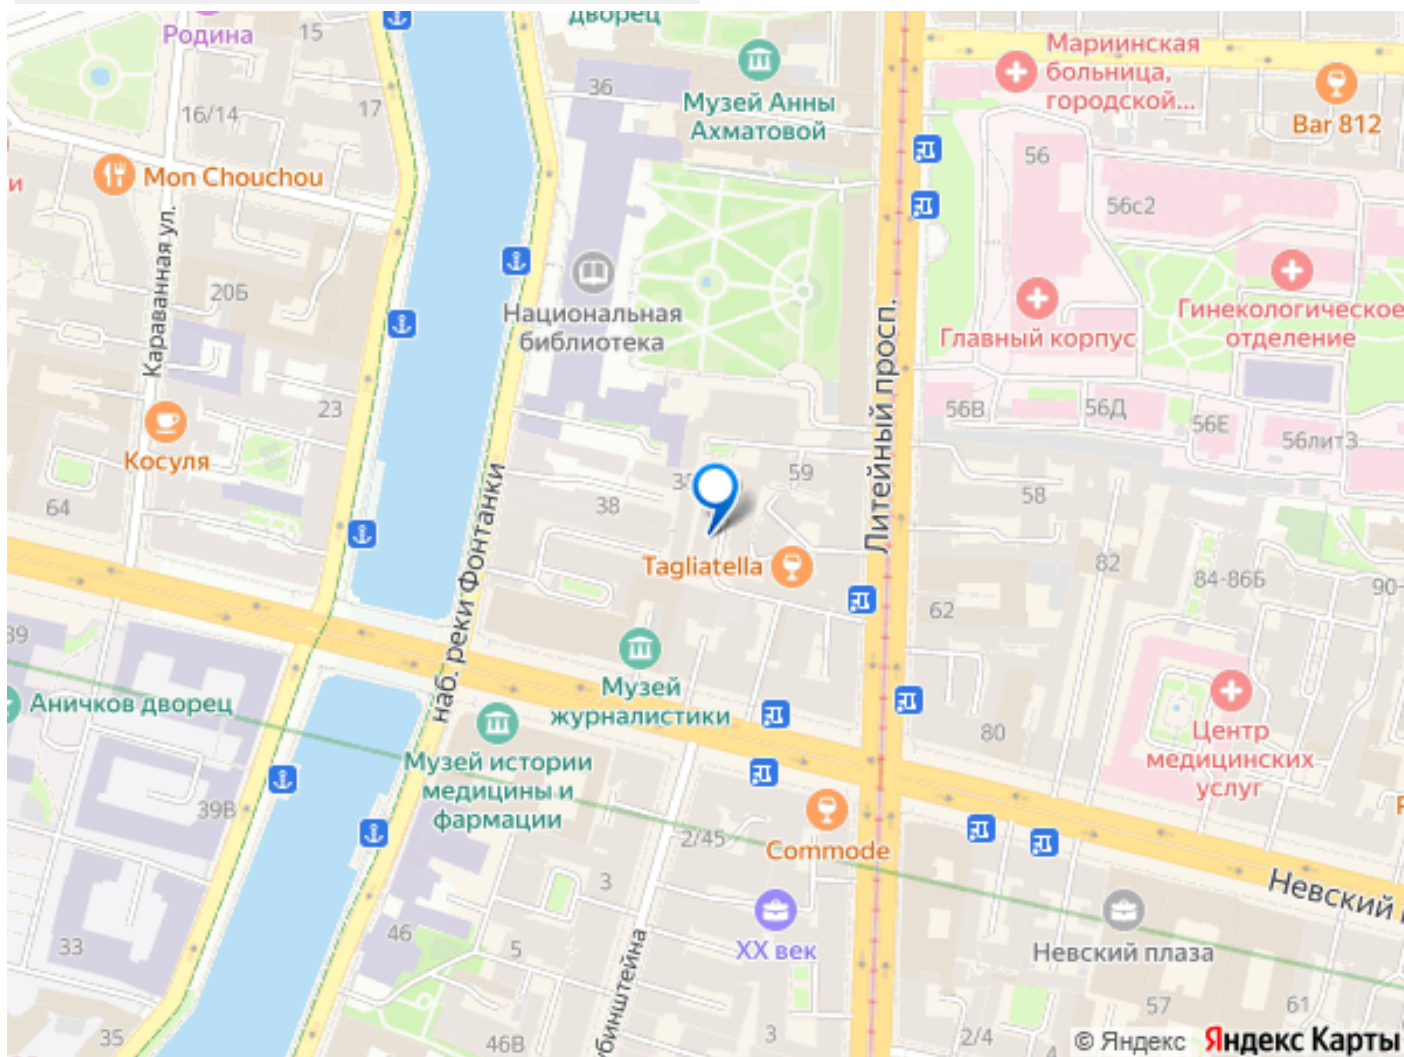 дворец
Родина
15
36
17
16/14
Музей Анны
Ахматовой
Мариинская
больница,
городской...
Bar 812
56
56с2
Mon Chouchou
и
Караванная ул.
20Б
Национальная
библиотека
Литейный просп.
Главный корпус
Гинекологическое
отделение
23
56В
56Д
56Е
56лит3
Косуля
64
38
59
58
наб. реки Фонтанки
Tagliatella
82
84-86Б
90-
62
39
Музей
журналистики
Аничков дворец
Музей истории
медицины и
фармации
80
Центр
медицинских
услуг
39В
2/45
Commode
3
Невский
33
46
5
XX век
Невский плаза
бинштейна
57
61
35
46В
3
2/4
4
© Яндекс Яндекс Карты